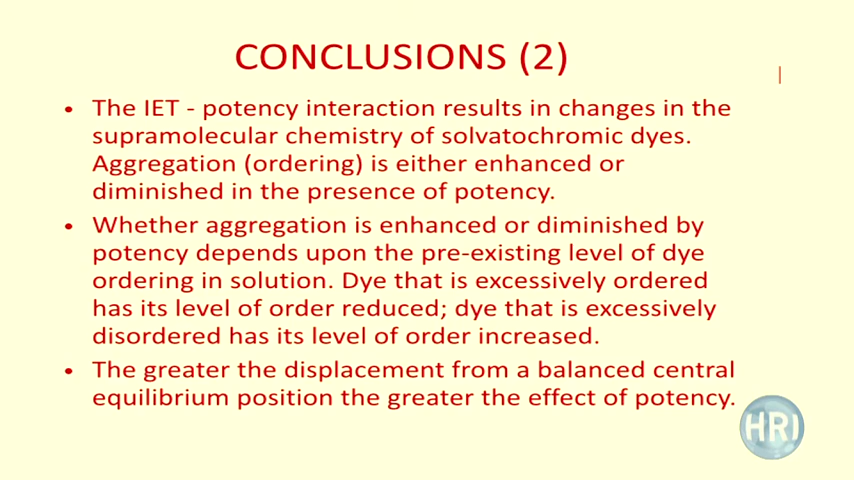 CONCLUSIONS (2)
• The IET - potency interaction results in changes in the
supramolecular chemistry of solvatochromic dyes.
Aggregation (ordering) is either enhanced or
diminished in the presence of potency.
• Whether aggregation is enhanced or diminished by
potency depends upon the pre-existing level of dye
ordering in solution. Dye that is excessively ordered
has its level of order reduced; dye that is excessively
disordered has its level of order increased.
• The greater the displacement from a balanced central
equilibrium position the greater the effect of potency.
HRI